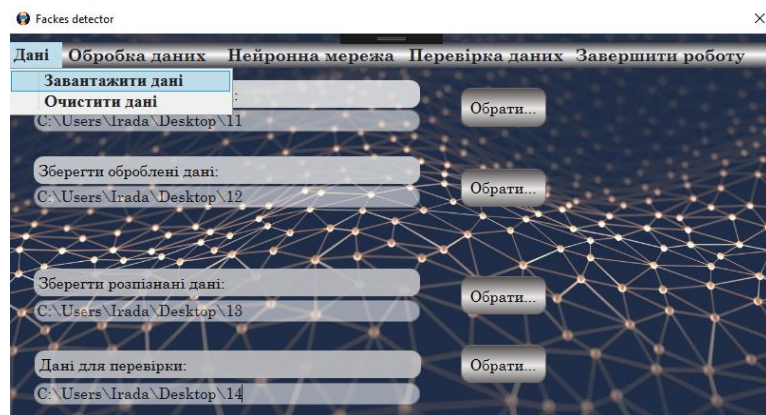 Fackes detector
Дані Обробка даних Нейронна мережа Перевірка даних Завершити роботу
Завантажити дані
Очистити дані
:
C:\Users\Irada\Desktop\11
Обрати...
Зберегти оброблені дані:
C:\Users\Irada\Desktop\12
Обрати...
Зберегти розпізнані дані:
C:\Users\Irada\Desktop\13
Обрати...
Дані для перевірки:
C:\Users\Irada\Desktop\14
Обрати...